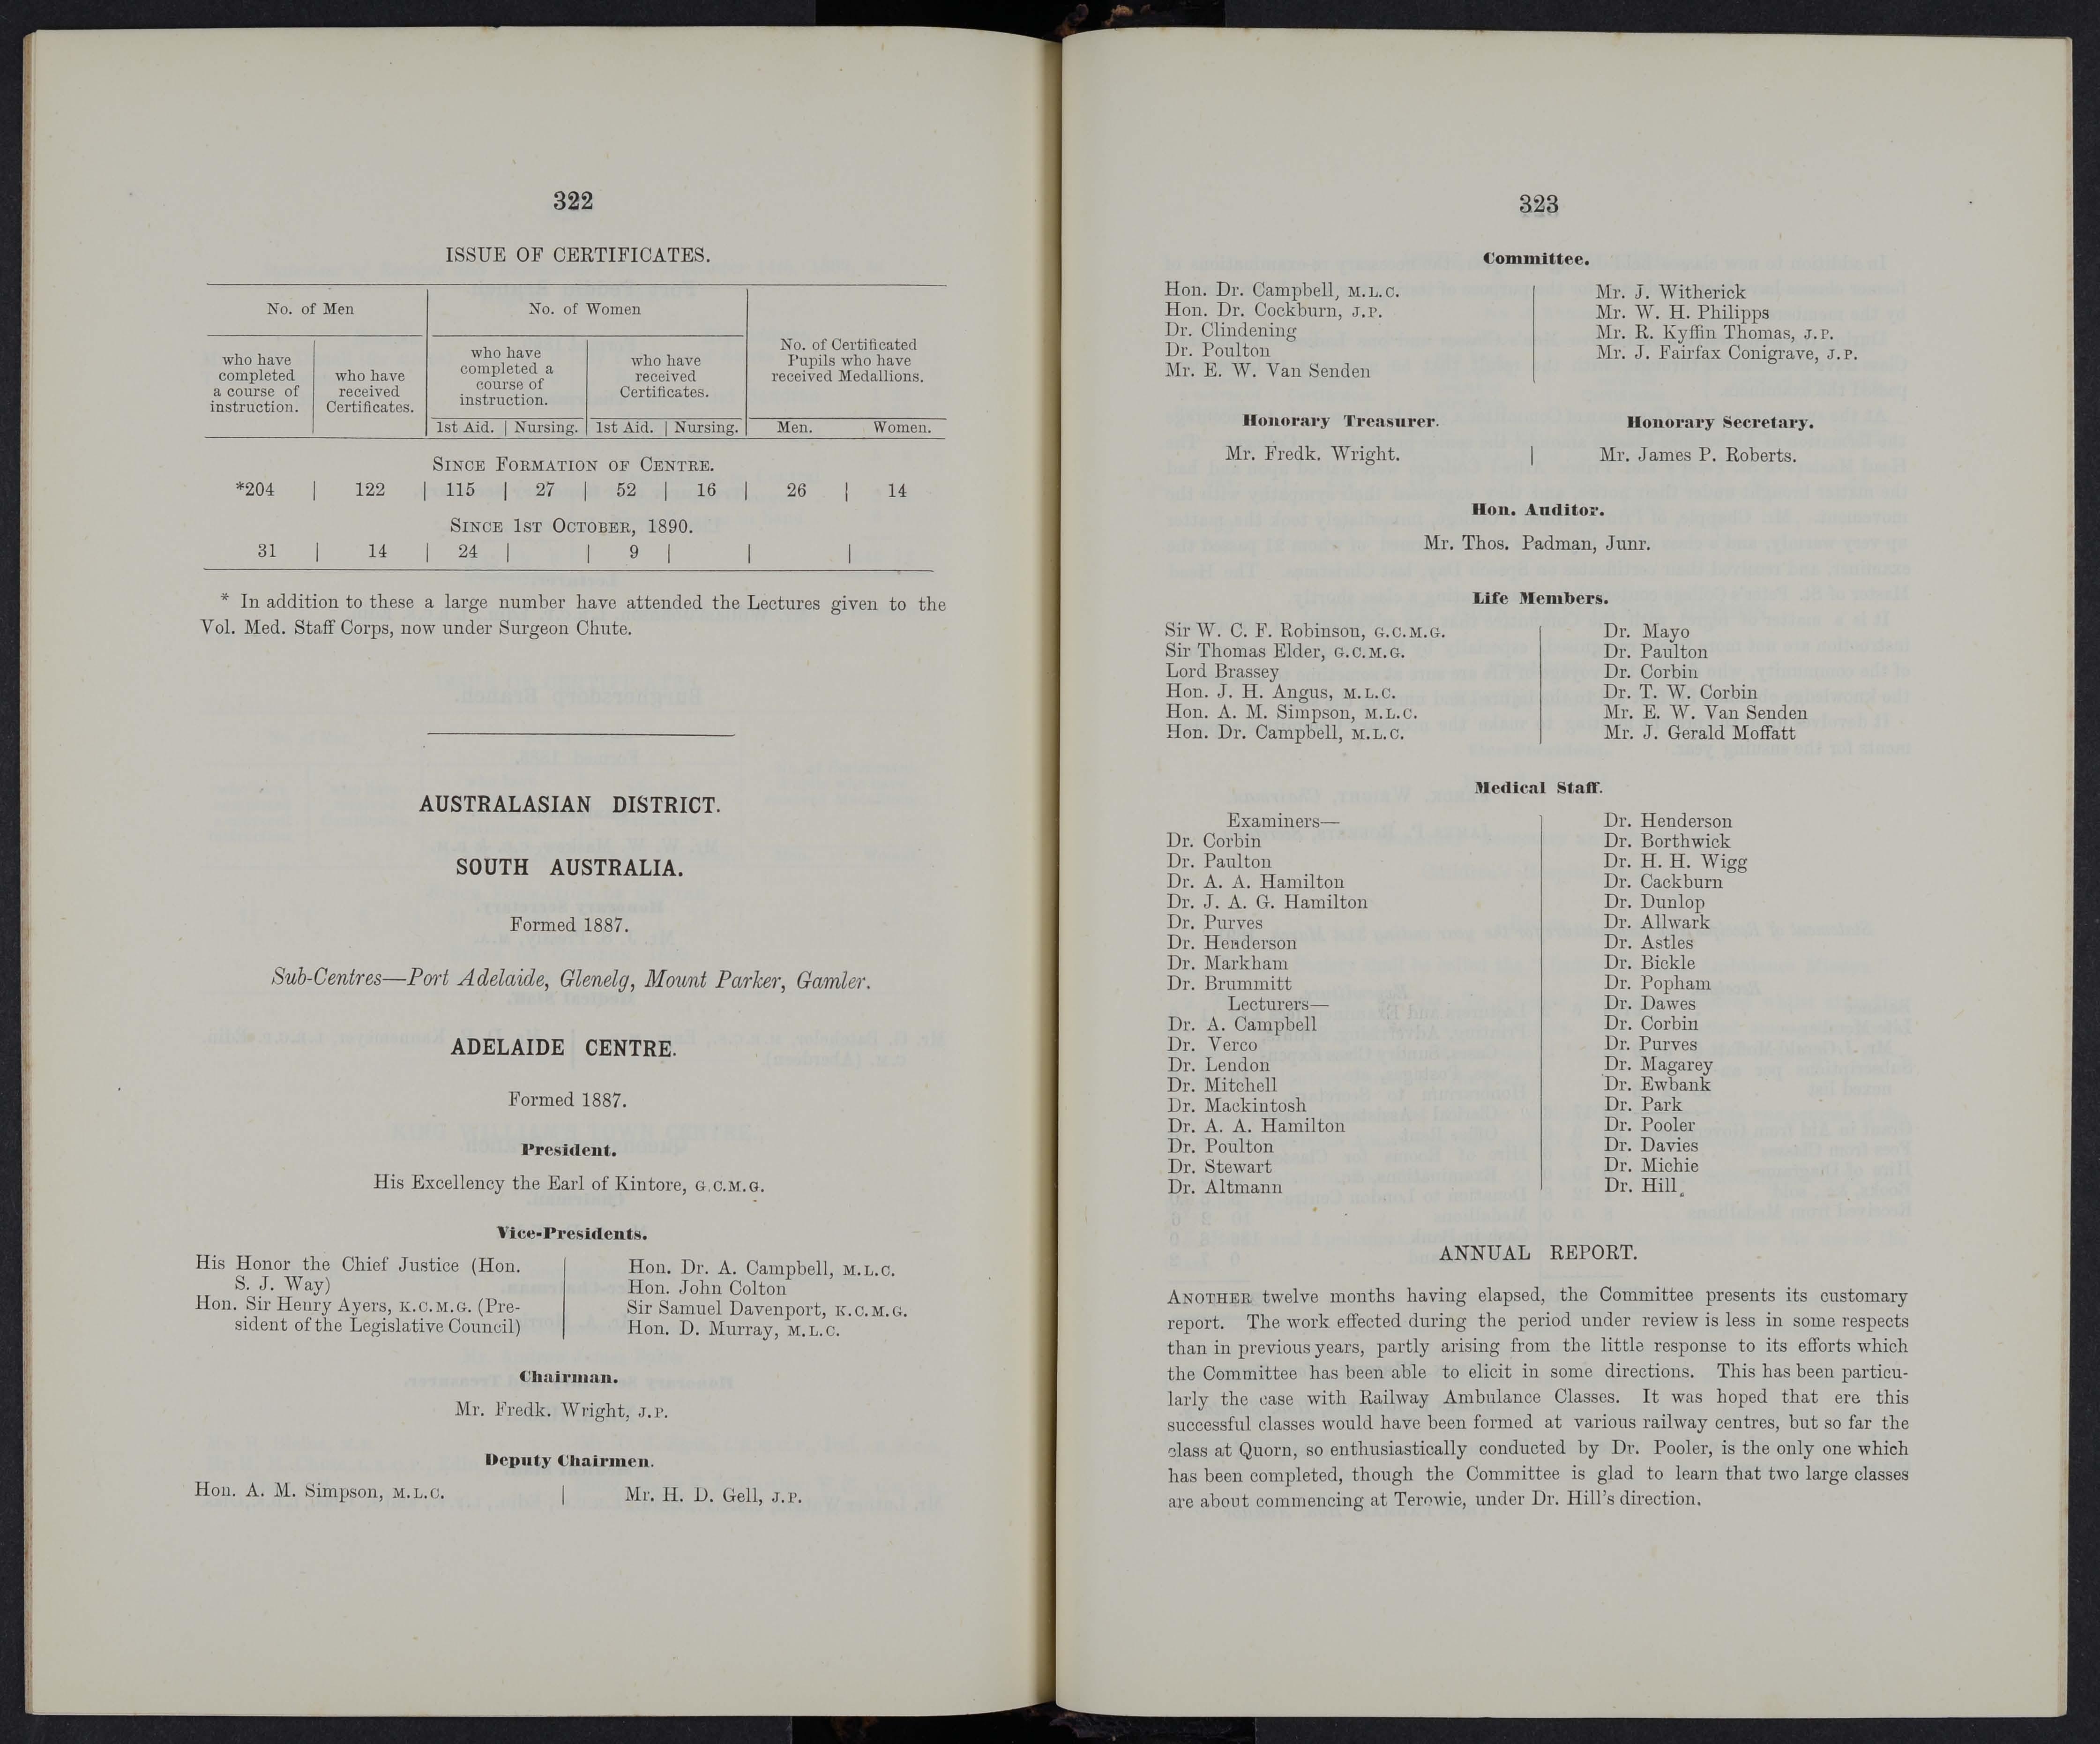 322
ISSUE OF CERTIFICATES.
No. of Men
No. of Women
No. of Certificated
Pupils who have
received Medallions.
who have
completed
a course of
instruction.
who have
received
Certificates.
who have
completed a
course of
instruction.
who have
received
Certificates.
1st Aid. | Nursing. | 1st Aid. | Nursing. Men. Women.
SINCE FORMATION OF CENTRE.
*204 | 122 | 115 | 27 | 52 | 16 | 26 | 14
SINCE 1ST OCTOBER, 1890.
31 | 14 | 24 | | 9 | | |
* In addition to these a large number have attended the Lectures given to the
Vol. Med. Staff Corps, now under Surgeon Chute.
AUSTRALASIAN DISTRICT.
SOUTH AUSTRALIA.
Formed 1887.
Sub-Centres—Port Adelaide, Glenelg, Mount Parker, Gamler.
ADELAIDE CENTRE.
Formed 1887.
President.
His Excellency the Earl of Kintore, G.C.M.G.
Vice-Presidents.
His Honor the Chief Justice (Hon.
S. J. Way)
Hon. Sir Henry Ayers, K.C.M.G. (Pre-
sident of the Legislative Council)
Hon. Dr. A. Campbell, M.L.C.
Hon. John Colton
Sir Samuel Davenport, K.C.M.G.
Hon. D. Murray, M.L.C.
Chairman.
Mr. Fredk. Wright, J.P.
Deputy Chairmen.
Hon. A. M. Simpson, M.L.C. | Mr. H. D. Gell, J.P.
323
Committee.
Hon. Dr. Campbell, M.L.C.
Hon. Dr. Cockburn, J.P.
Dr. Clindening
Dr. Poulton
Mr. E. W. Van Senden
Mr. J. Witherick
Mr. W. H. Philipps
Mr. R. Kyffin Thomas, J.P.
Mr. J. Fairfax Conigrave, J.P.
Honorary Treasurer.
Mr. Fredk. Wright.
Honorary Secretary.
Mr. James P. Roberts.
Hon. Auditor.
Mr. Thos. Padman, Junr.
Life Members.
Sir W. C. F. Robinson, G.C.M.G.
Sir Thomas Elder, G.C.M.G.
Lord Brassey
Hon. J. H. Angus, M.L.C.
Hon. A. M. Simpson, M.L.C.
Hon. Dr. Campbell, M.L.C.
Dr. Mayo
Dr. Paulton
Dr. Corbin
Dr. T. W. Corbin
Mr. E. W. Van Senden
Mr. J. Gerald Moffatt
Medical Staff.
Examiners—
Dr. Corbin
Dr. Paulton
Dr. A. A. Hamilton
Dr. J. A. G. Hamilton
Dr. Purves
Dr. Henderson
Dr. Markham
Dr. Brummitt
Lecturers—
Dr. A. Campbell
Dr. Verco
Dr. Lendon
Dr. Mitchell
Dr. Mackintosh
Dr. A. A. Hamilton
Dr. Poulton
Dr. Stewart
Dr. Altmann
Dr. Henderson
Dr. Borthwick
Dr. H. H. Wigg
Dr. Cackburn
Dr. Dunlop
Dr. Allwark
Dr. Astles
Dr. Bickle
Dr. Popham
Dr. Dawes
Dr. Corbin
Dr. Purves
Dr. Magarey
Dr. Ewbank
Dr. Park
Dr. Pooler
Dr. Davies
Dr. Michie
Dr. Hill
ANNUAL REPORT.
ANOTHER twelve months having elapsed, the Committee presents its customary
report. The work effected during the period under review is less in some respects
than in previous years, partly arising from the little response to its efforts which
the Committee has been able to elicit in some directions. This has been particu-
larly the case with Railway Ambulance Classes. It was hoped that ere this
successful classes would have been formed at various railway centres, but so far the
class at Quorn, so enthusiastically conducted by Dr. Pooler, is the only one which
has been completed, though the Committee is glad to learn that two large classes
are about commencing at Terowie, under Dr. Hill's direction.